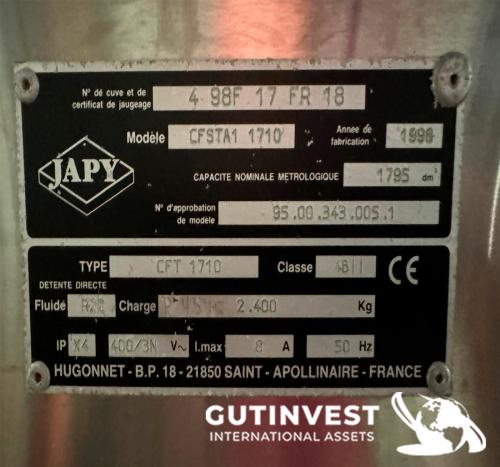 N° de cuve et de
certificat de jaugeage
4 98F 17 FR 18
Modèle CFSTA1 1710
Année de
fabrication 1998
JAPY
CAPACITE NOMINALE METROLOGIQUE 1795 dm³
N° d'approbation
de modèle 95.00.343.005.1
TYPE CFT 1710 Classe 4BII CE
DETENTE DIRECTE
Fluidé Charge 2.400 Kg
IP X4 400/3N V~ I.max 8 A 50 Hz
HUGONNET - B.P. 18 - 21850 SAINT - APOLLINAIRE - FRANCE
GUTINVEST
INTERNATIONAL ASSETS